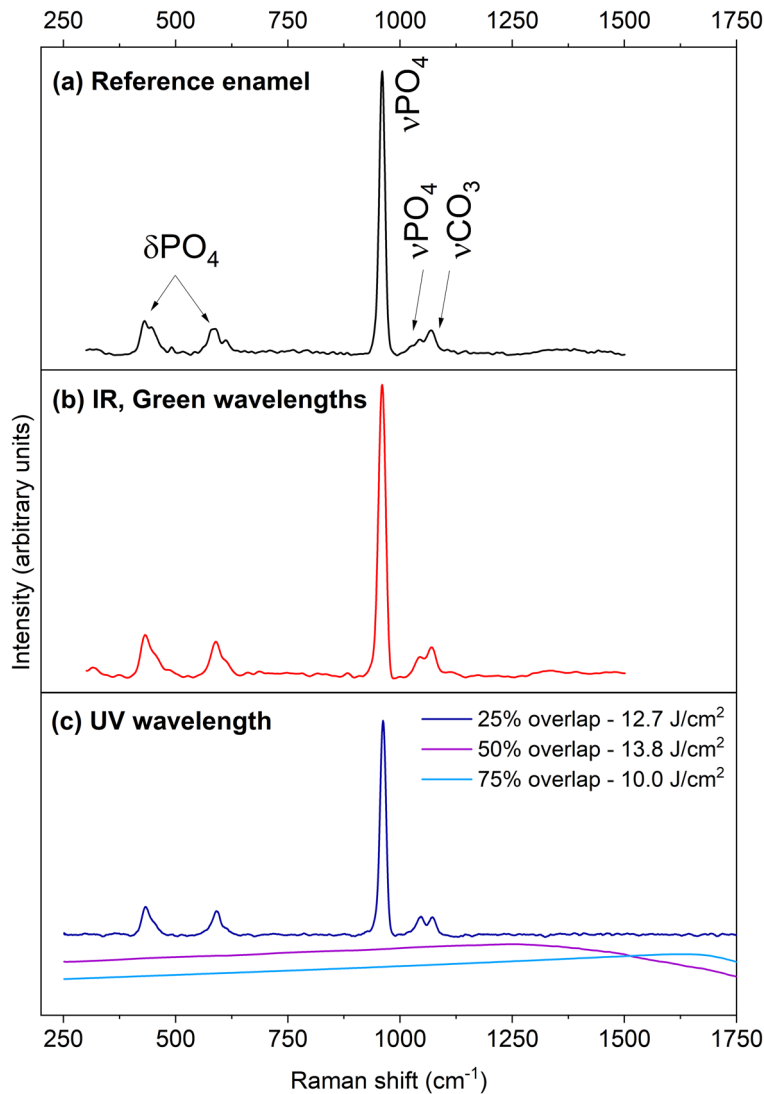 250 500 750 1000 1250 1500 1750
(a) Reference enamel
νPO₄
δPO₄
νPO₄
νCO₃
(b) IR, Green wavelengths
Intensity (arbitrary units)
(c) UV wavelength
25% overlap - 12.7 J/cm²
50% overlap - 13.8 J/cm²
75% overlap - 10.0 J/cm²
250 500 750 1000 1250 1500 1750
Raman shift (cm⁻¹)